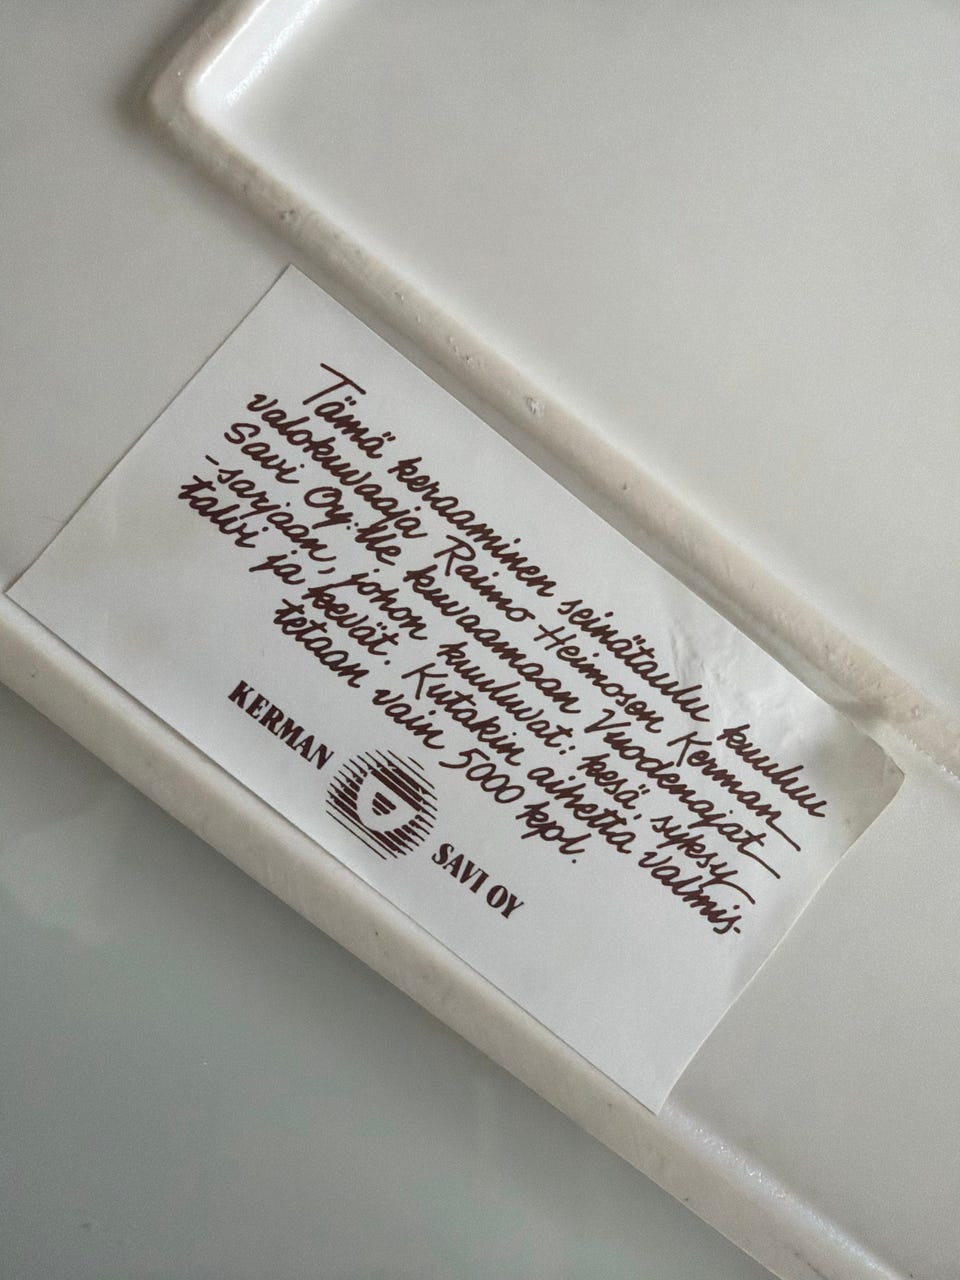 Tämä keraaminen seinätaulu kuuluu
valokuvaaja Raimo Heimosen Kerman
Savi Oy:lle kuvaamaan Vuodenajat
-sarjaan, johon kuuluvat: kesä, syksy
talvi ja kevät. Kutakin aihetta valmis-
tetaan vain 5000 kpl.
KERMAN SAVI OY